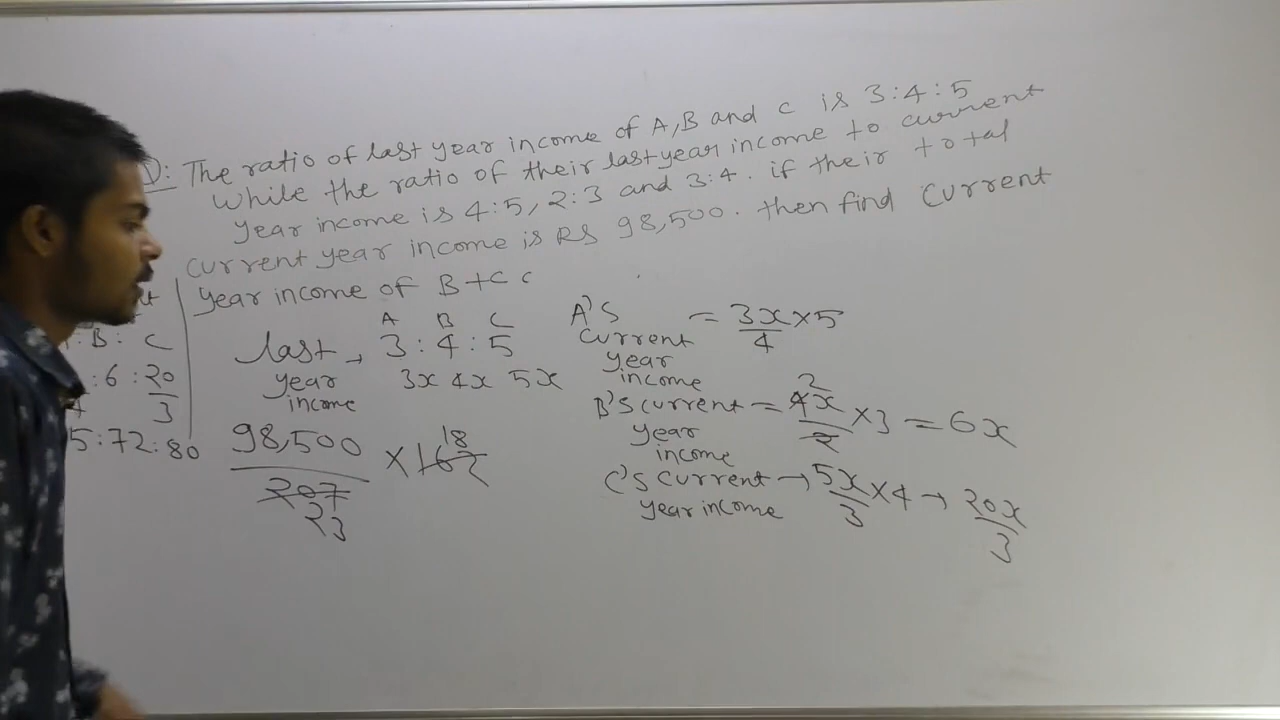 Q: The ratio of last year income of A, B and C is 3:4:5
while the ratio of their last year income to current
year income is 4:5, 2:3 and 3:4. if their total
current year income is RS 98,500. then find current
year income of B+C
: B : C
: 6 : 20/3
5:72:80
A B C
last → 3 : 4 : 5
year income
3x 4x 5x
98,500/207 × 162
23 18
A'S current year income = 3x/4 × 5
B'S current year income = 4x/2 × 3 = 6x
2
C'S current year income → 5x/3 × 4 → 20x/3